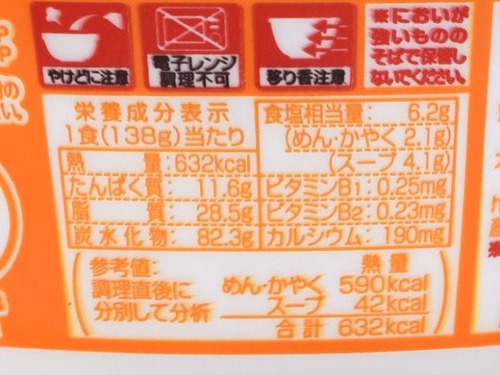 やけどに注意
電子レンジ
調理不可
移り香注意
※においが
強いものの
そばで保管し
ないでください。
栄養成分表示
1食(138g)当たり
熱量:632kcal
たんぱく質:11.6g
脂質:28.5g
炭水化物:82.3g
食塩相当量:6.2g
(めん・かやく 2.1g)
(スープ 4.1g)
ビタミンB1:0.25mg
ビタミンB2:0.23mg
カルシウム:190mg
参考値:
調理直後に
分別して分析
熱量
めん・かやく 590kcal
スープ 42kcal
合計 632kcal